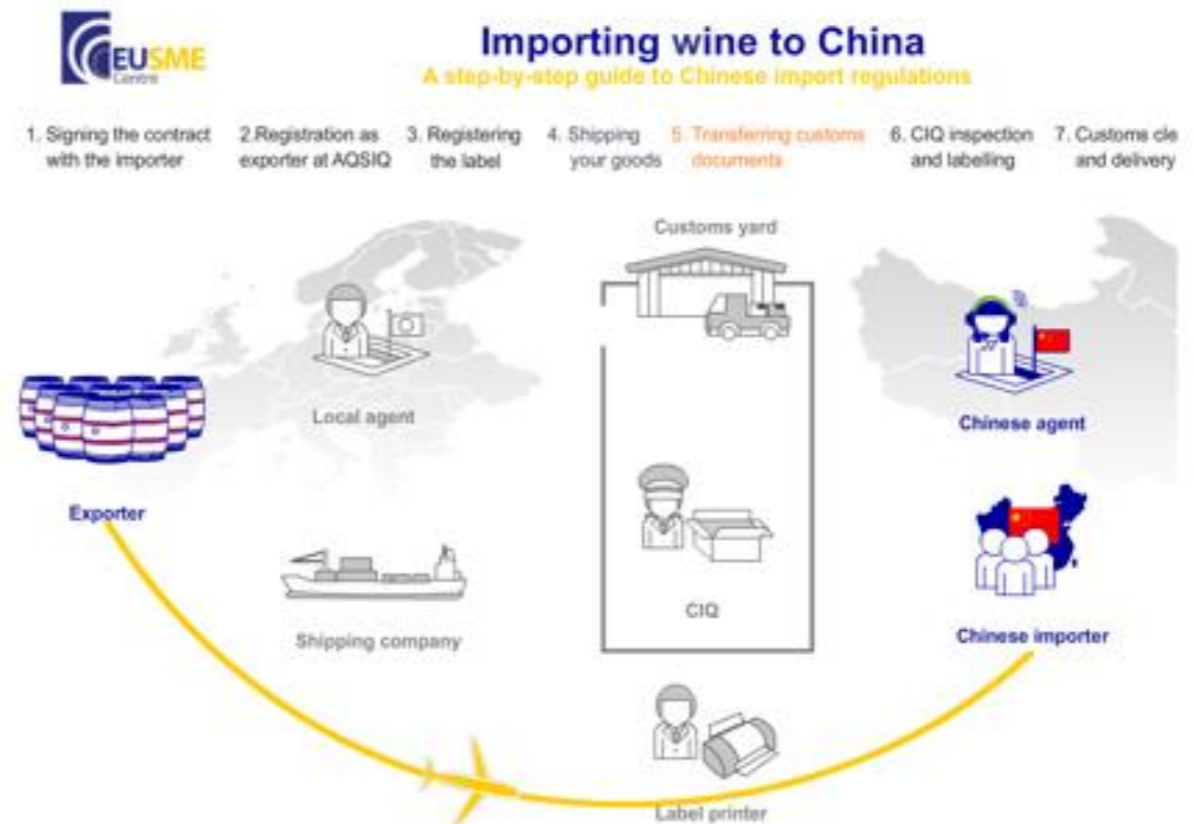 EUSME
Centre
Importing wine to China
A step-by-step guide to Chinese import regulations
1. Signing the contract
with the importer
2.Registration as
exporter at AQSIQ
3. Registering
the label
4. Shipping
your goods
5. Transferring customs
documents
6. CIQ inspection
and labelling
7. Customs cle
and delivery
Customs yard
Local agent
Chinese agent
Exporter
CIQ
Shipping company
Chinese importer
Label printer